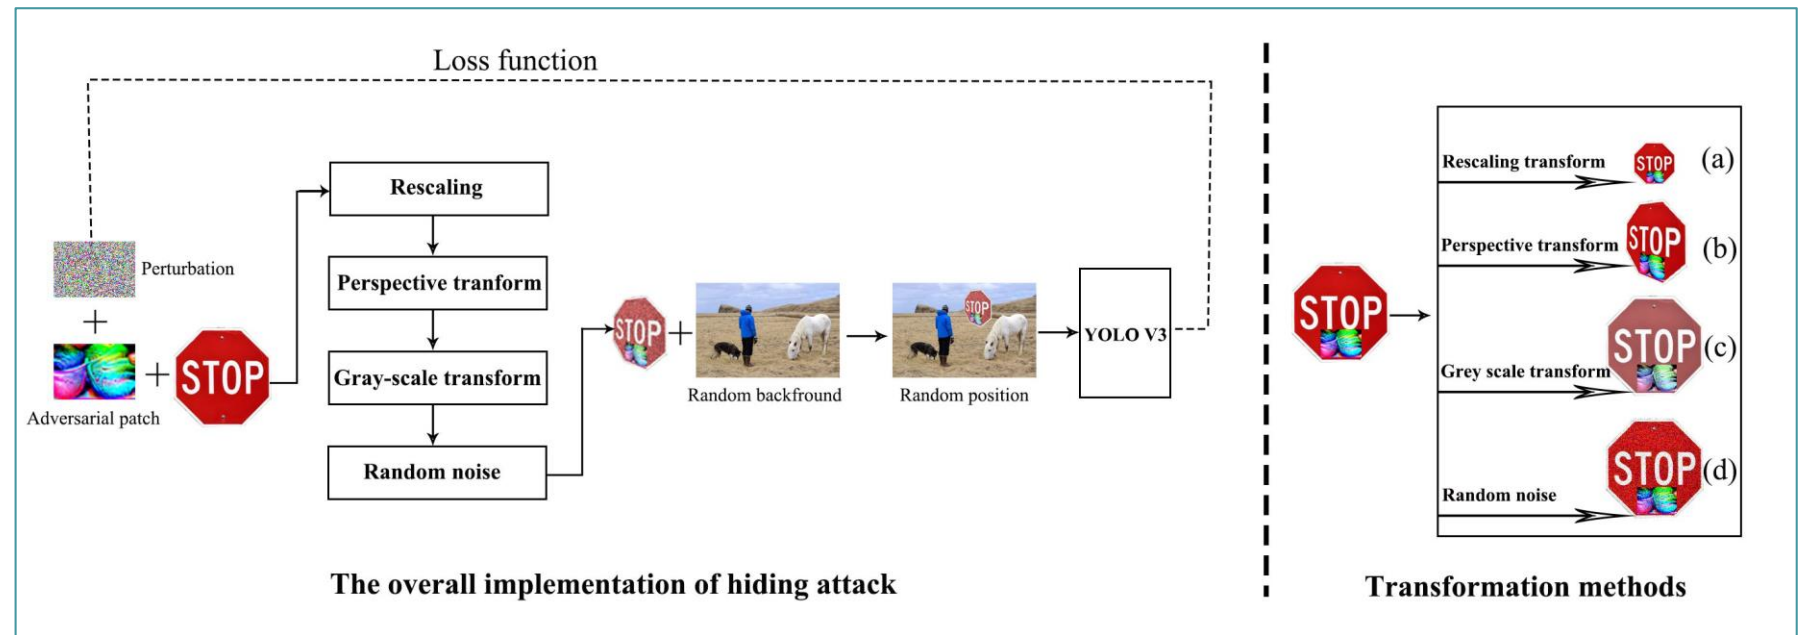 Loss function
Perturbation
Adversarial patch
STOP
Rescaling
Perspective tranform
Gray-scale transform
Random noise
STOP
Random backfround
STOP
Random position
YOLO V3
The overall implementation of hiding attack
STOP
Rescaling transform
STOP
(a)
Perspective transform
STOP
(b)
Grey scale transform
STOP
(c)
Random noise
STOP
(d)
Transformation methods